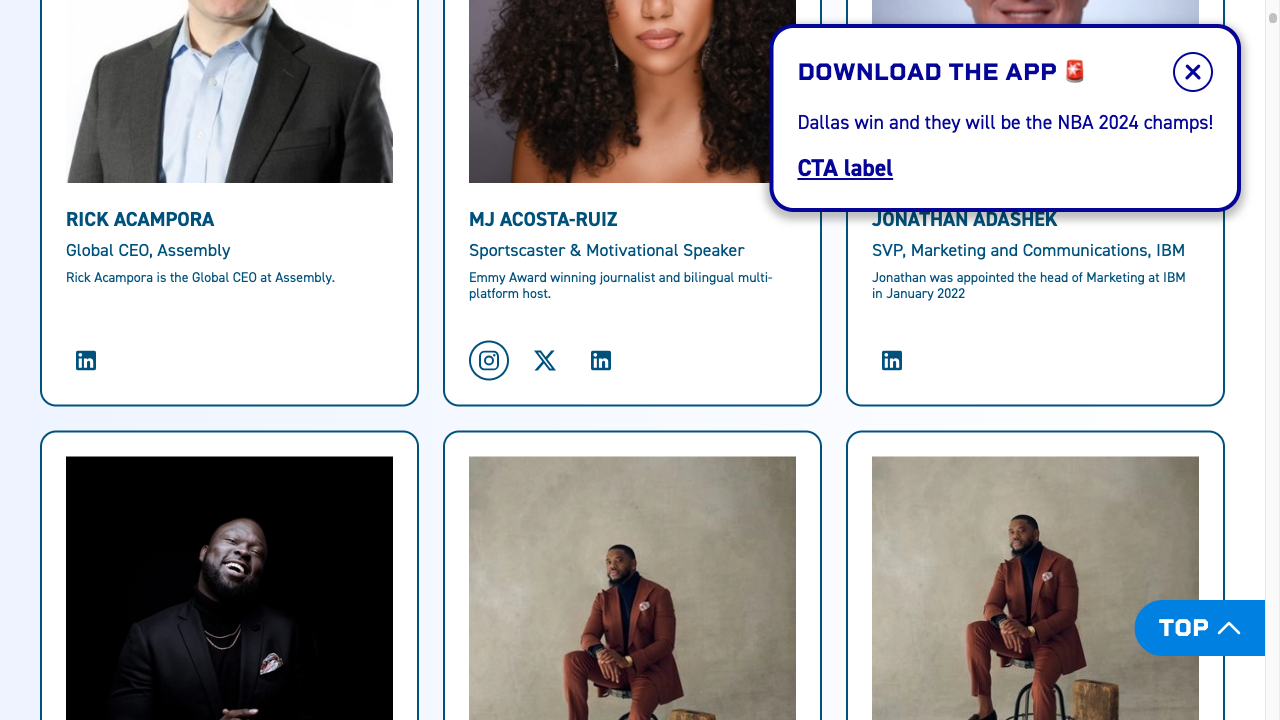 DOWNLOAD THE APP 🚨
Dallas win and they will be the NBA 2024 champs!
CTA label
RICK ACAMPORA
Global CEO, Assembly
Rick Acampora is the Global CEO at Assembly.
MJ ACOSTA-RUIZ
Sportscaster & Motivational Speaker
Emmy Award winning journalist and bilingual multi-
platform host.
JONATHAN ADASHEK
SVP, Marketing and Communications, IBM
Jonathan was appointed the head of Marketing at IBM
in January 2022
TOP